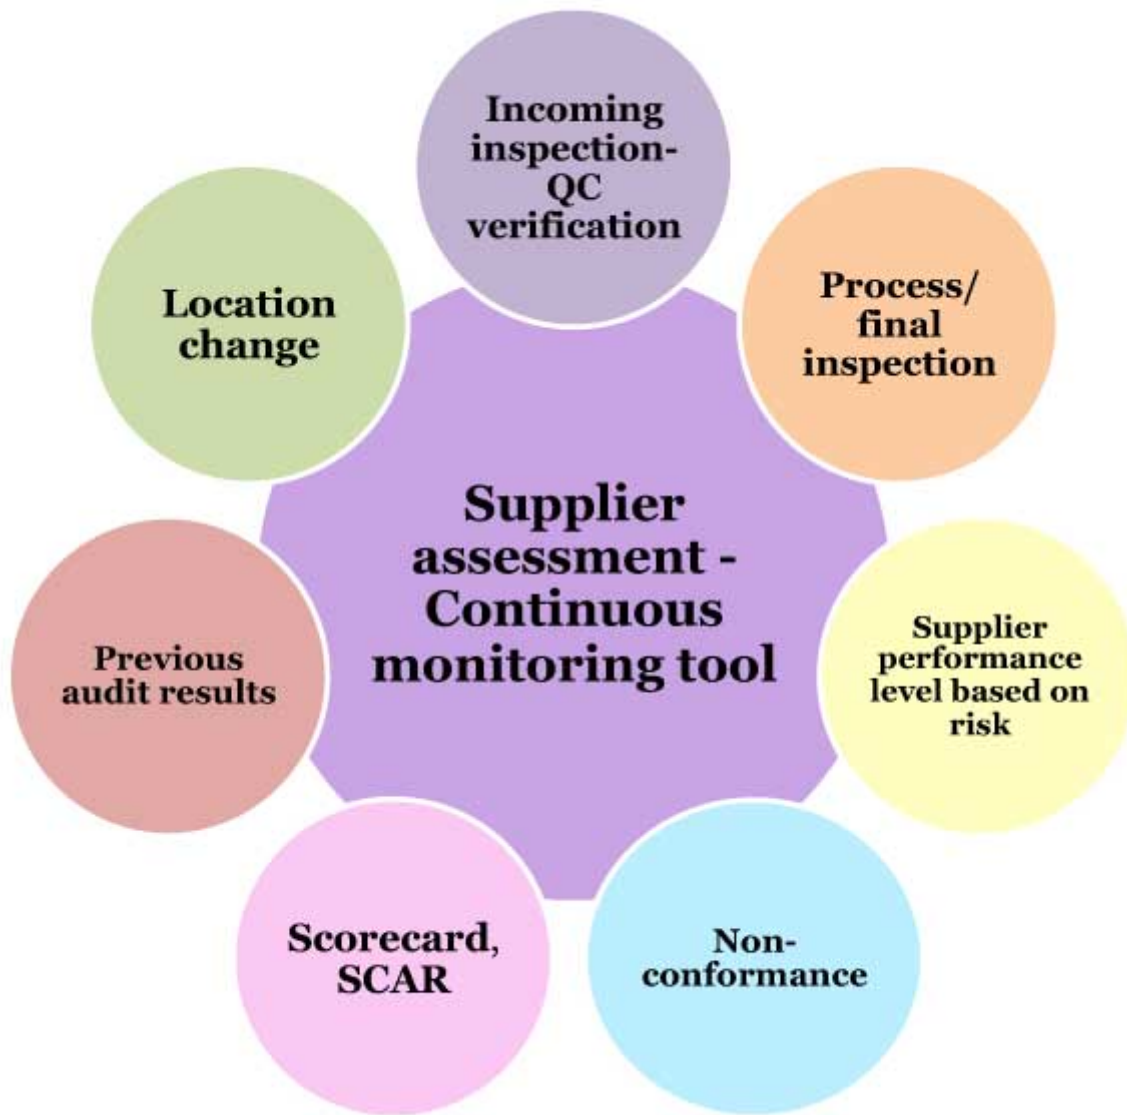 Incoming
inspection-
QC
verification
Process/
final
inspection
Supplier
performance
level based on
risk
Non-
conformance
Scorecard,
SCAR
Previous
audit results
Location
change
Supplier
assessment -
Continuous
monitoring tool